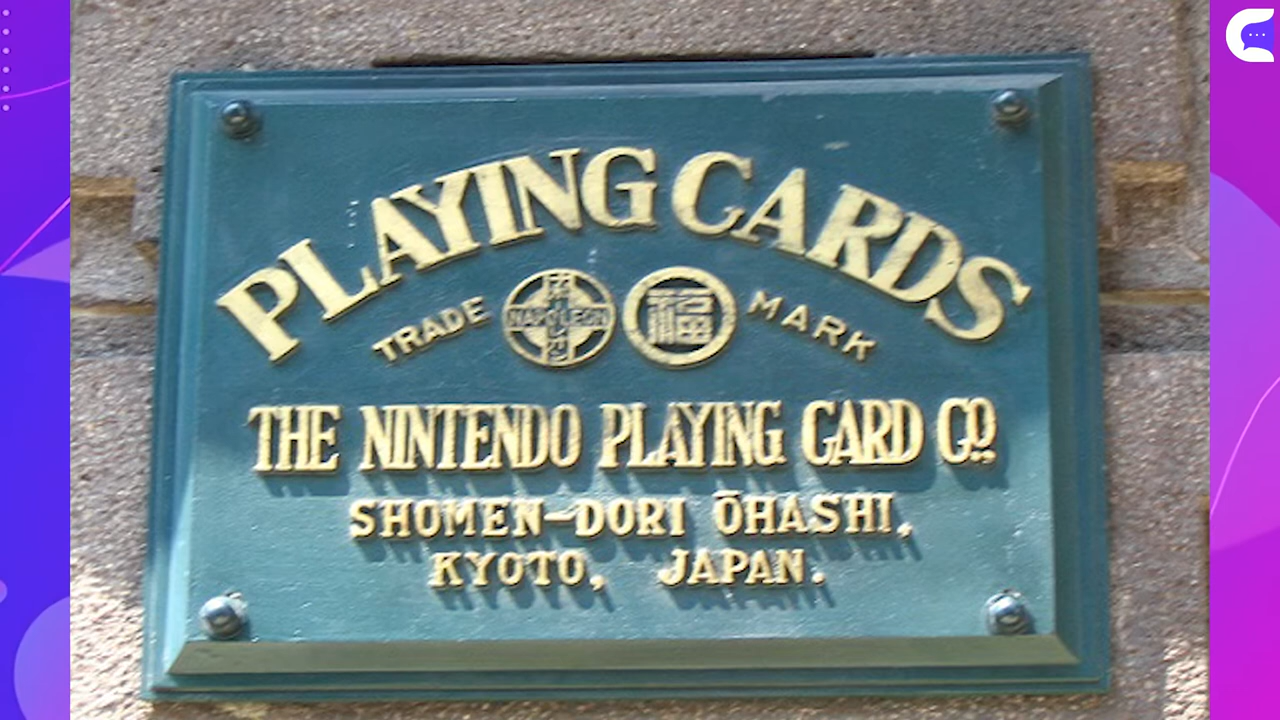 PLAYING CARDS
TRADE NAPOLEON 福 MARK
THE NINTENDO PLAYING CARD CO.
SHOMEN-DORI ŌHASHI,
KYOTO, JAPAN.